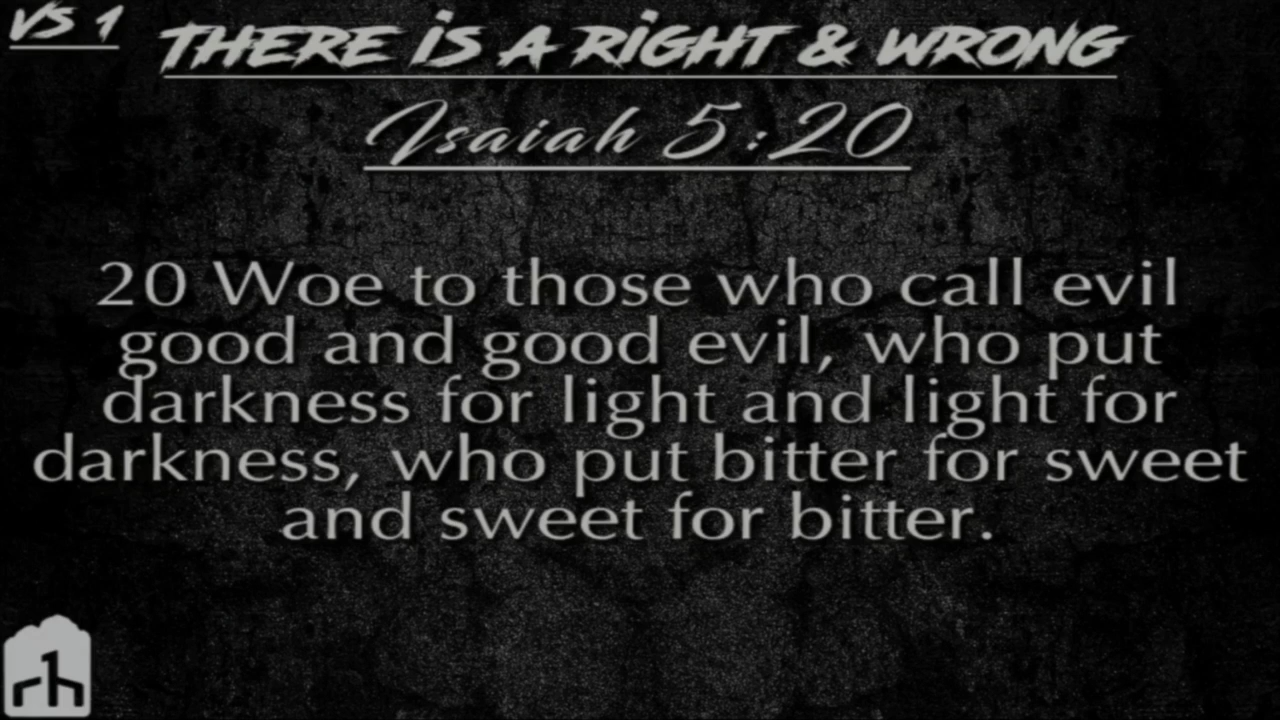 VS 1
THERE IS A RIGHT & WRONG
Isaiah 5:20
20 Woe to those who call evil
good and good evil, who put
darkness for light and light for
darkness, who put bitter for sweet
and sweet for bitter.